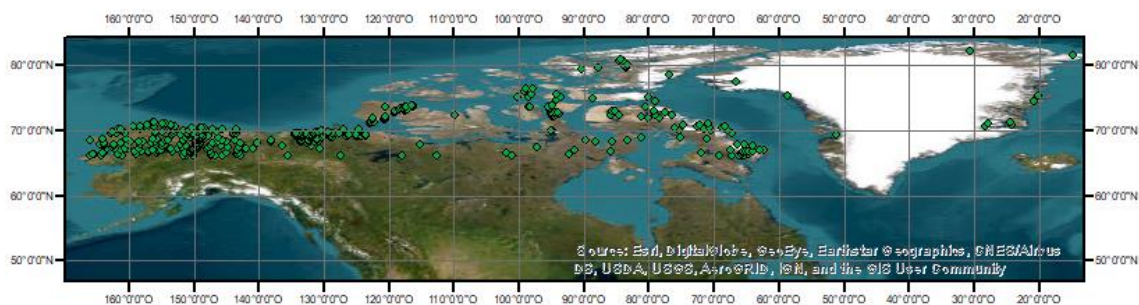 160°0'0"O 150°0'0"O 140°0'0"O 130°0'0"O 120°0'0"O 110°0'0"O 100°0'0"O 90°0'0"O 80°0'0"O 70°0'0"O 60°0'0"O 50°0'0"O 40°0'0"O 30°0'0"O 20°0'0"O
80°0'0"N 80°0'0"N
70°0'0"N 70°0'0"N
60°0'0"N 60°0'0"N
50°0'0"N 50°0'0"N
Source: Esri, DigitalGlobe, GeoEye, Earthstar Geographics, CNES/Airbus
DS, USDA, USGS, AeroGRID, IGN, and the GIS User Community
160°0'0"O 150°0'0"O 140°0'0"O 130°0'0"O 120°0'0"O 110°0'0"O 100°0'0"O 90°0'0"O 80°0'0"O 70°0'0"O 60°0'0"O 50°0'0"O 40°0'0"O 30°0'0"O 20°0'0"O